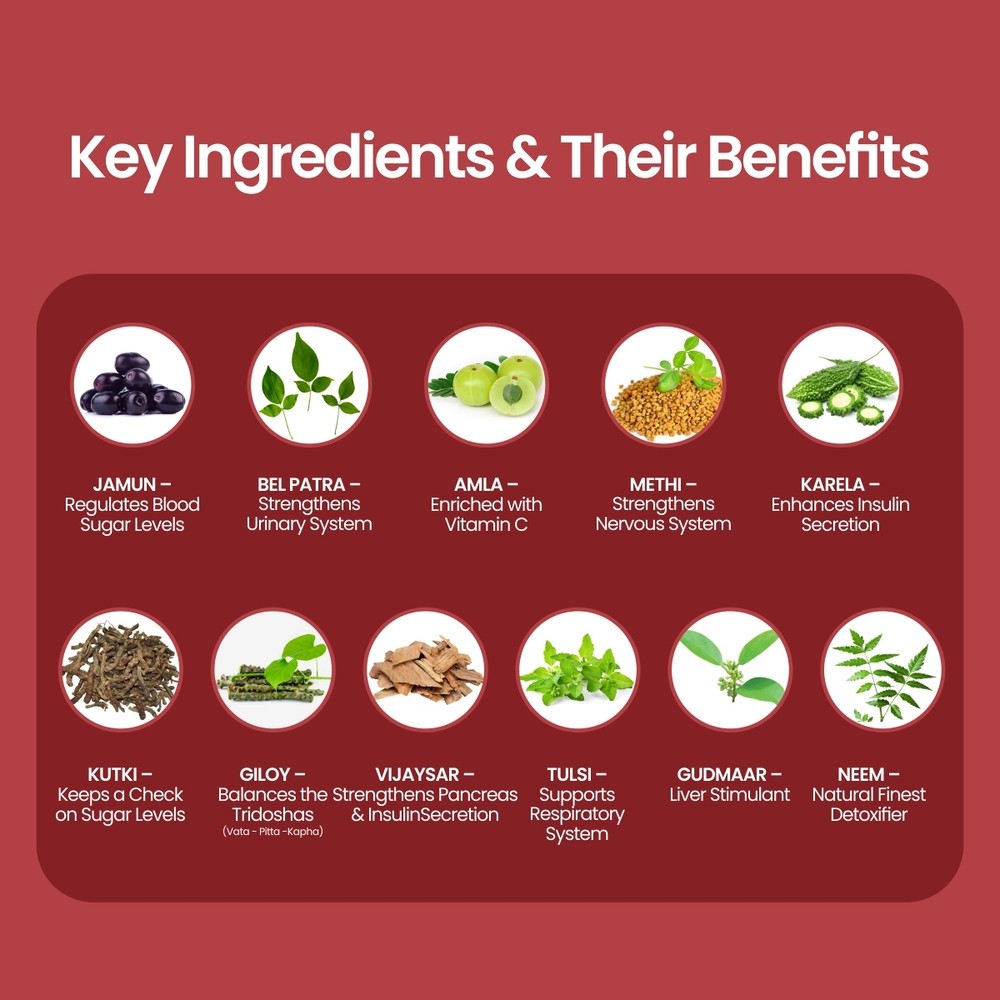 Key Ingredients & Their Benefits
JAMUN –
Regulates Blood
Sugar Levels
BEL PATRA –
Strengthens
Urinary System
AMLA –
Enriched with
Vitamin C
METHI –
Strengthens
Nervous System
KARELA –
Enhances Insulin
Secretion
KUTKI –
Keeps a Check
on Sugar Levels
GILOY –
Balances the
Tridoshas
(Vata - Pitta -Kapha)
VIJAYSAR –
Strengthens Pancreas
& InsulinSecretion
TULSI –
Supports
Respiratory
System
GUDMAAR –
Liver Stimulant
NEEM –
Natural Finest
Detoxifier